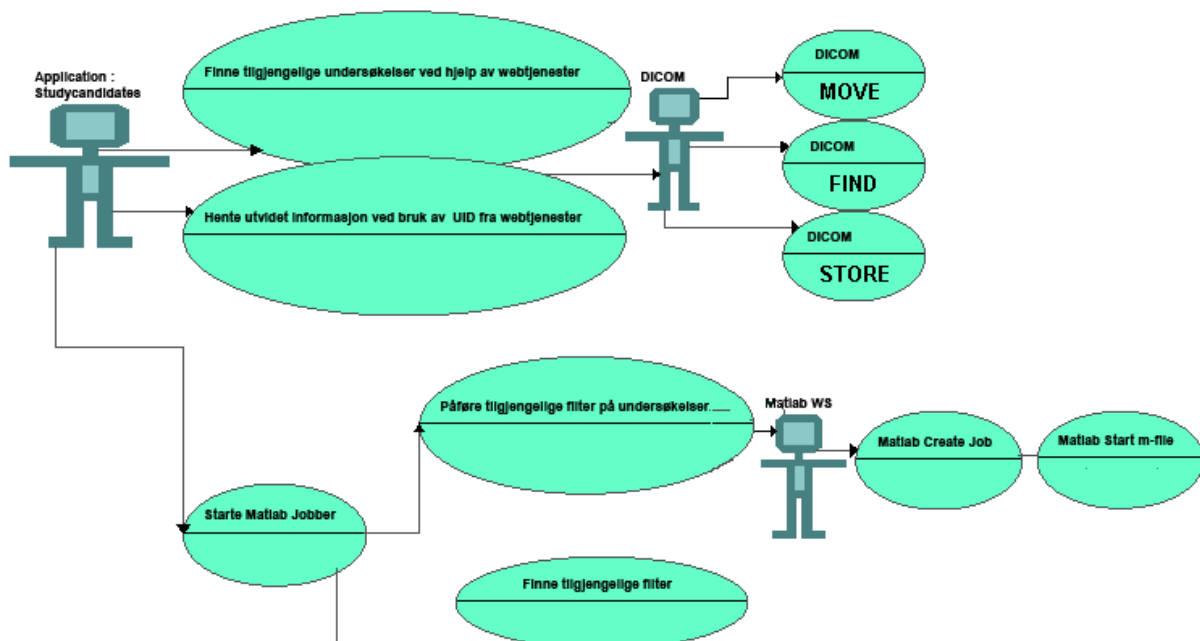 Application :
Studycandidates
Finne tilgjengelige undersøkelser ved hjelp av webtjenester
DICOM
DICOM
MOVE
DICOM
FIND
Hente utvidet informasjon ved bruk av UID fra webtjenester
DICOM
STORE
Påføre tilgjengelige filter på undersøkelser
Matlab WS
Matlab Create Job
Matlab Start m-file
Starte Matlab Jobber
Finne tilgjengelige filter